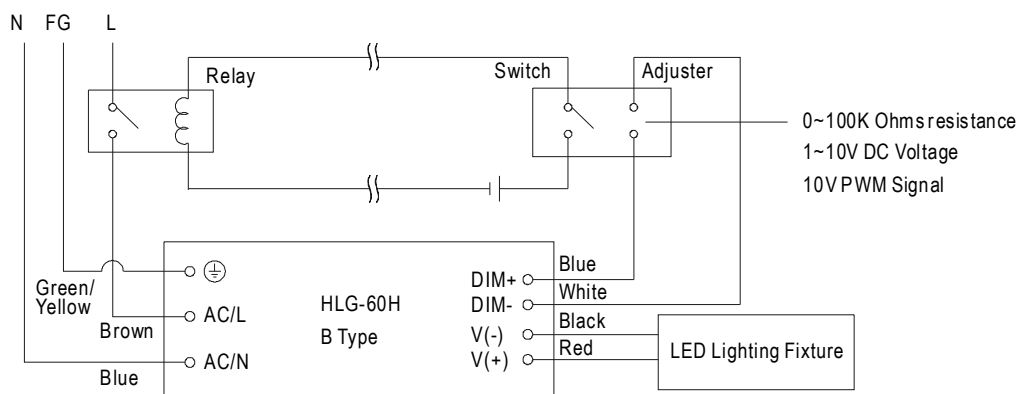 N FG L
Relay
Switch
Adjuster
0~100K Ohms resistance
1~10V DC Voltage
10V PWM Signal
Green/
Yellow
Brown
Blue
AC/L
AC/N
HLG-60H
B Type
DIM+
DIM-
V(-)
V(+)
Blue
White
Black
Red
LED Lighting Fixture